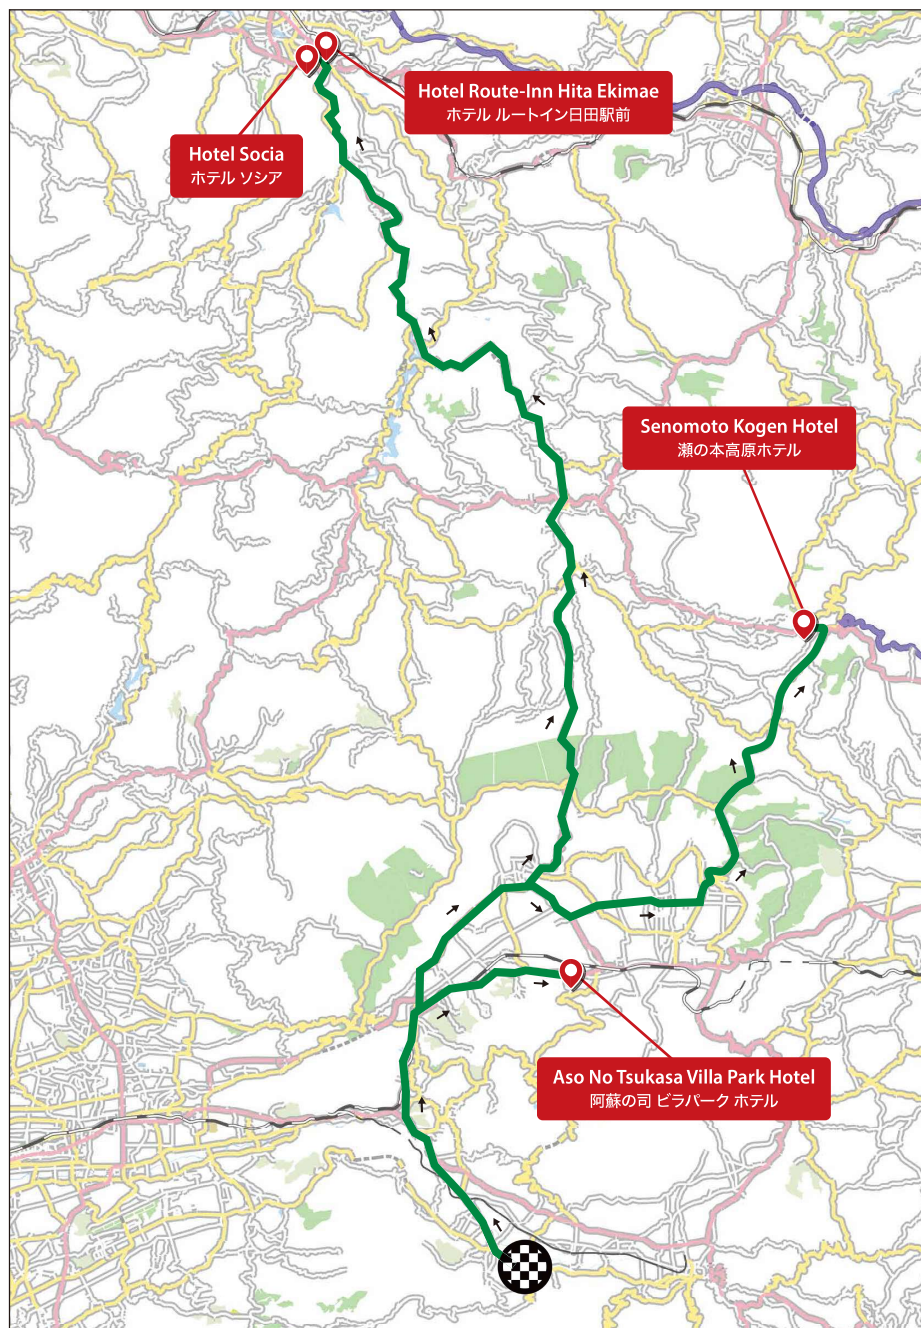 Hotel Route-Inn Hita Ekimae
ホテル ルートイン日田駅前
Hotel Socia
ホテル ソシア
Senomoto Kogen Hotel
瀬の本高原ホテル
Aso No Tsukasa Villa Park Hotel
阿蘇の司 ビラパーク ホテル